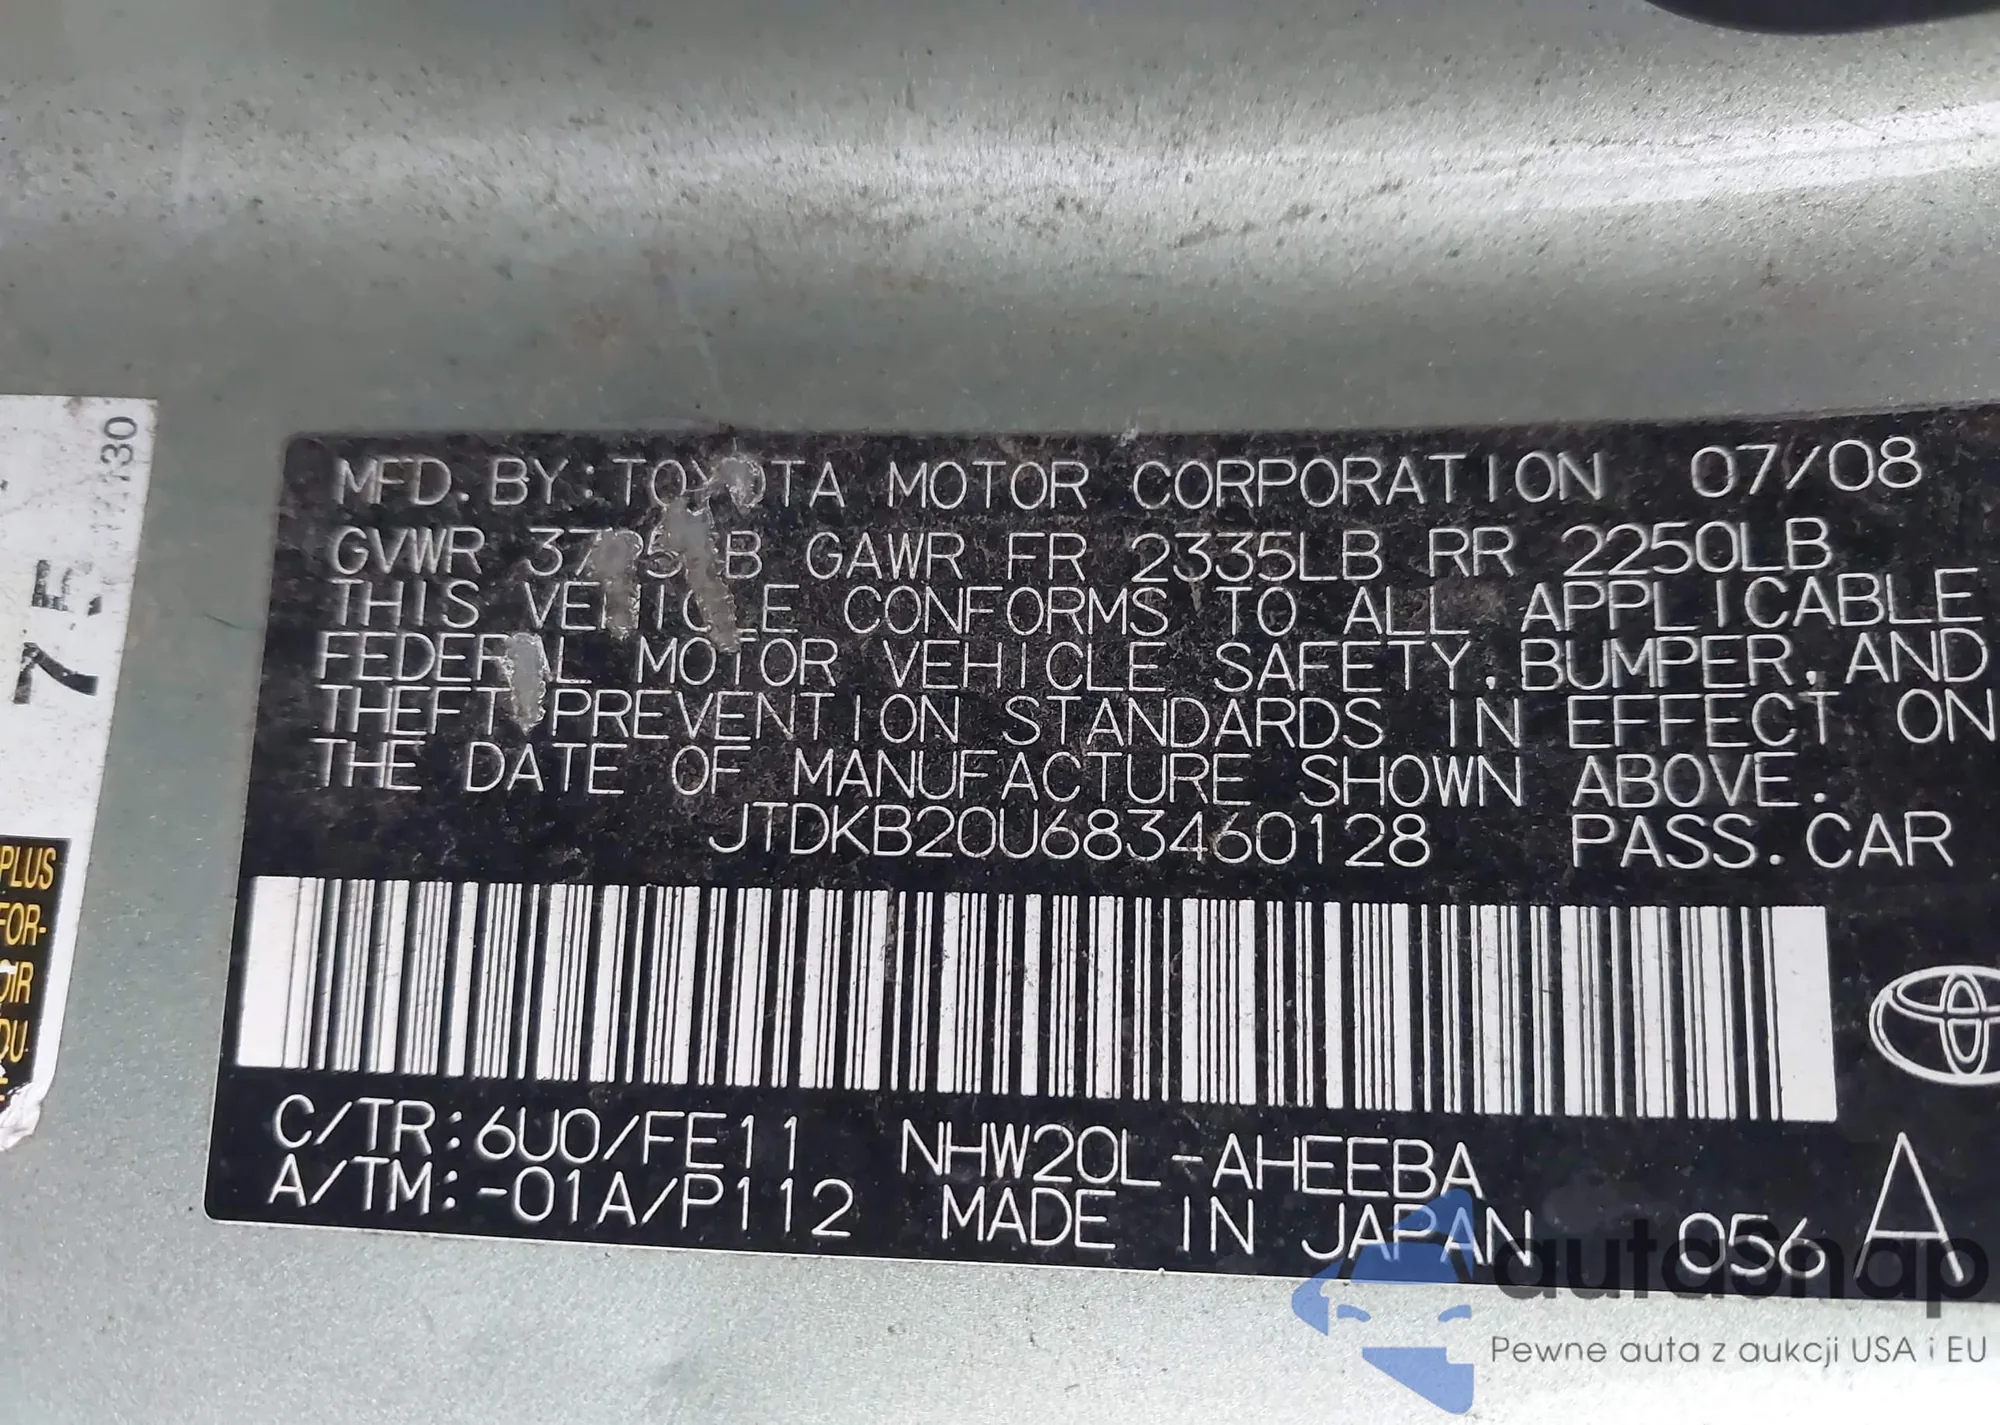 MFD. BY: TOYOTA MOTOR CORPORATION 07/08
GVWR GAWR FR 2335LB RR 2250LB
THIS VEHICLE CONFORMS TO ALL APPLICABLE
FEDERAL MOTOR VEHICLE SAFETY, BUMPER, AND
THEFT PREVENTION STANDARDS IN EFFECT ON
THE DATE OF MANUFACTURE SHOWN ABOVE.
JTDKB20U683460128 PASS. CAR
C/TR: 6U0/FE11 NHW20L-AHEEBA
A/TM: -01A/P112 MADE IN JAPAN 056 A
PLUS
FOR-
autasnap
Pewne auta z aukcji USA i EU